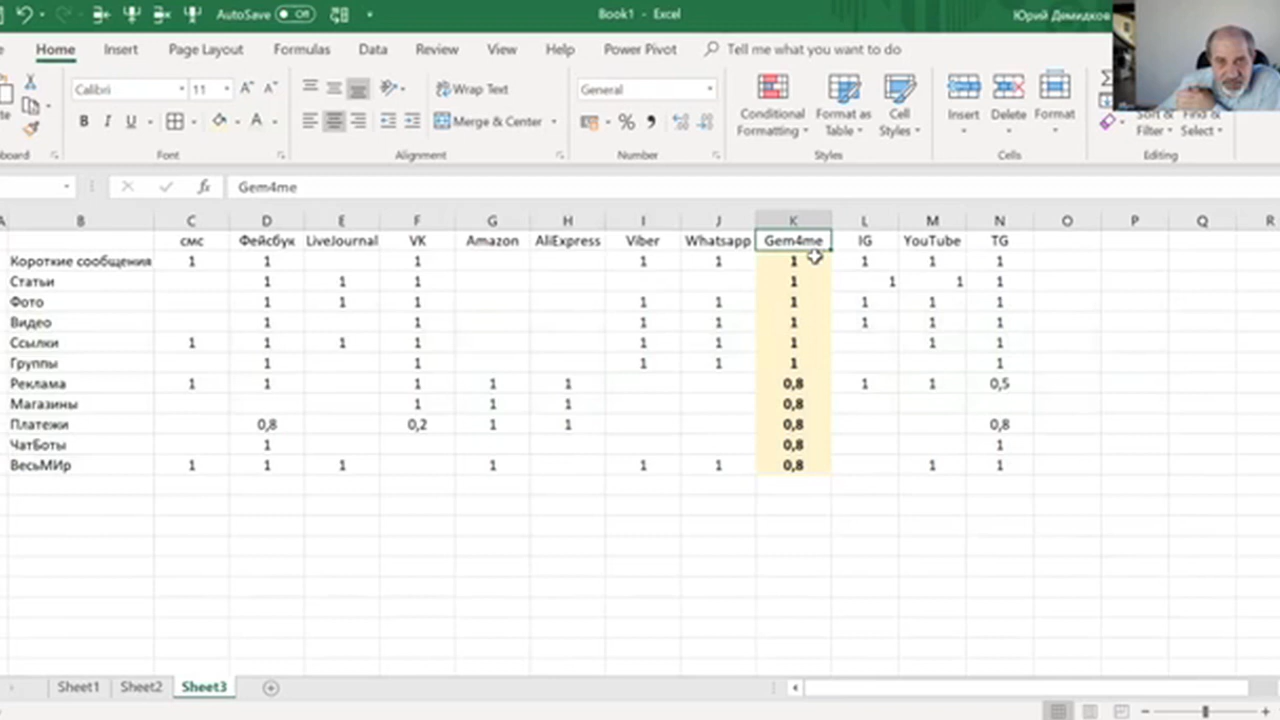 AutoSave Off Book1 - Excel Юрий Демидков
Home Insert Page Layout Formulas Data Review View Help Power Pivot Tell me what you want to do
Calibri 11 Wrap Text General
B I U Merge & Center % Conditional Formatting Format as Table Cell Styles Insert Delete Format Sort & Filter Find & Select
Font Alignment Number Styles Cells Editing
fx Gem4me
B C D E F G H I J K L M N O P Q R
смс Фейсбук LiveJournal VK Amazon AliExpress Viber Whatsapp Gem4me IG YouTube TG
Короткие сообщения 1 1 1 1 1 1 1 1 1
Статьи 1 1 1 1 1 1 1
Фото 1 1 1 1 1 1 1 1 1
Видео 1 1 1 1 1 1 1 1
Ссылки 1 1 1 1 1 1 1 1 1
Группы 1 1 1 1 1 1
Реклама 1 1 1 1 1 0,8 1 1 0,5
Магазины 1 1 1 0,8
Платежи 0,8 0,2 1 1 0,8 0,8
ЧатБоты 1 0,8 1
ВесьМИр 1 1 1 1 1 1 0,8 1 1
Sheet1 Sheet2 Sheet3